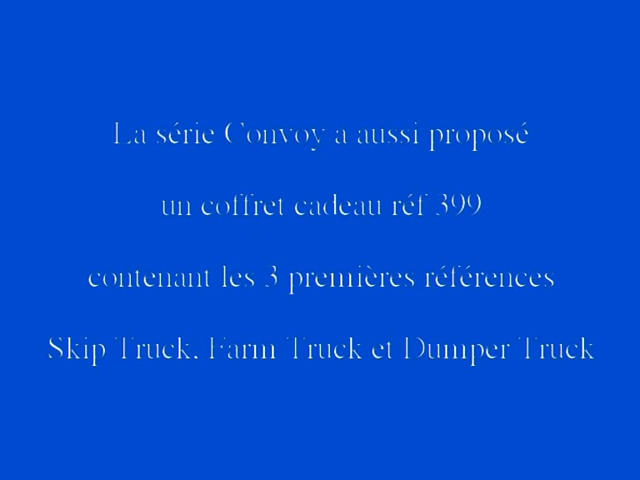 La série Convoy a aussi proposé
un coffret cadeau réf 399
contenant les 3 premières références
Skip Truck, Farm Truck et Dumper Truck